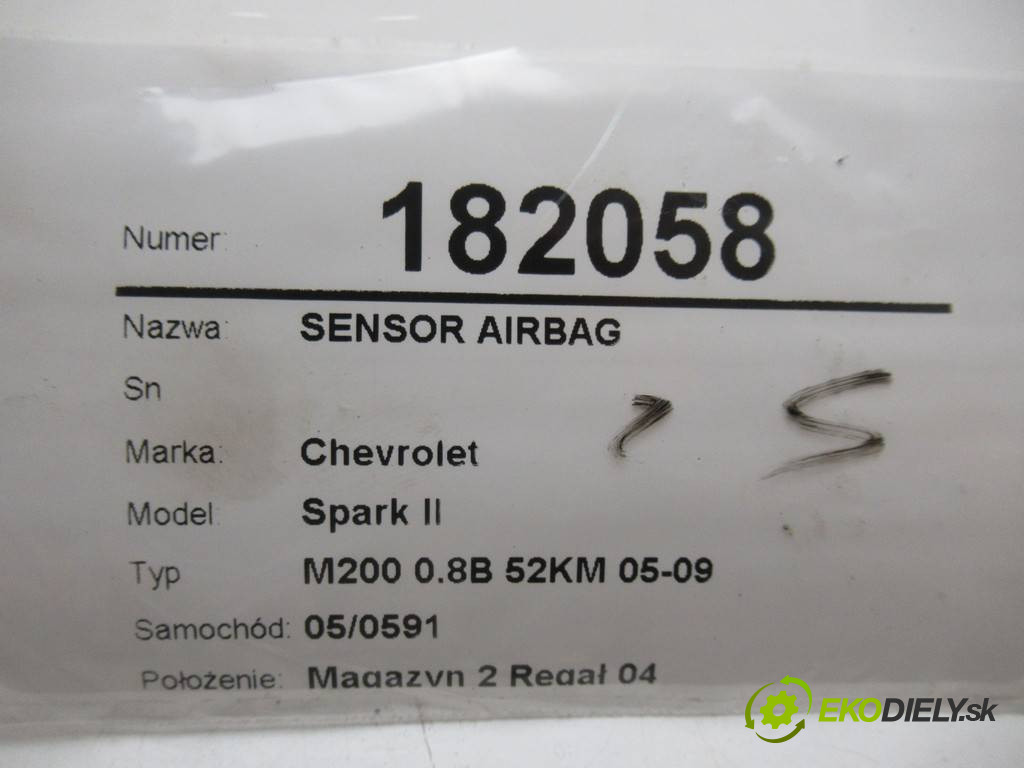 Numer: 182058
Nazwa: SENSOR AIRBAG
Sn
Marka: Chevrolet
Model: Spark II
Typ M200 0.8B 52KM 05-09
Samochód: 05/0591
Położenie: Magazyn 2 Regał 04
EKODIELY.sk